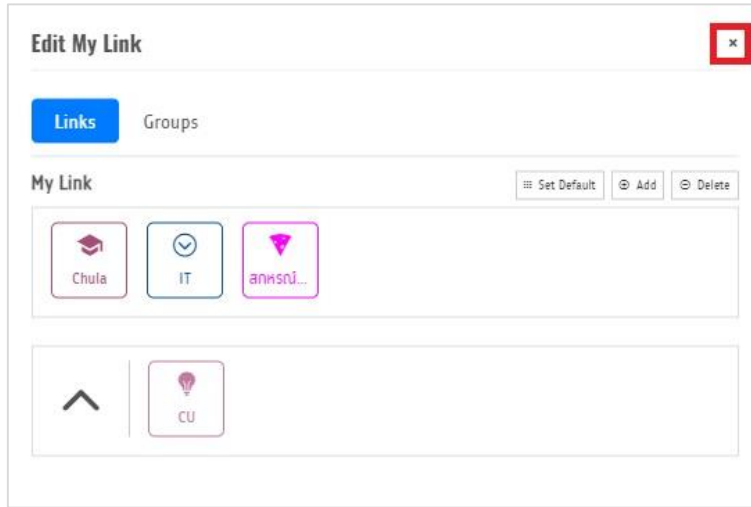 Edit My Link
×
Links Groups
My Link
Set Default Add Delete
Chula IT สหกรณ์...
CU